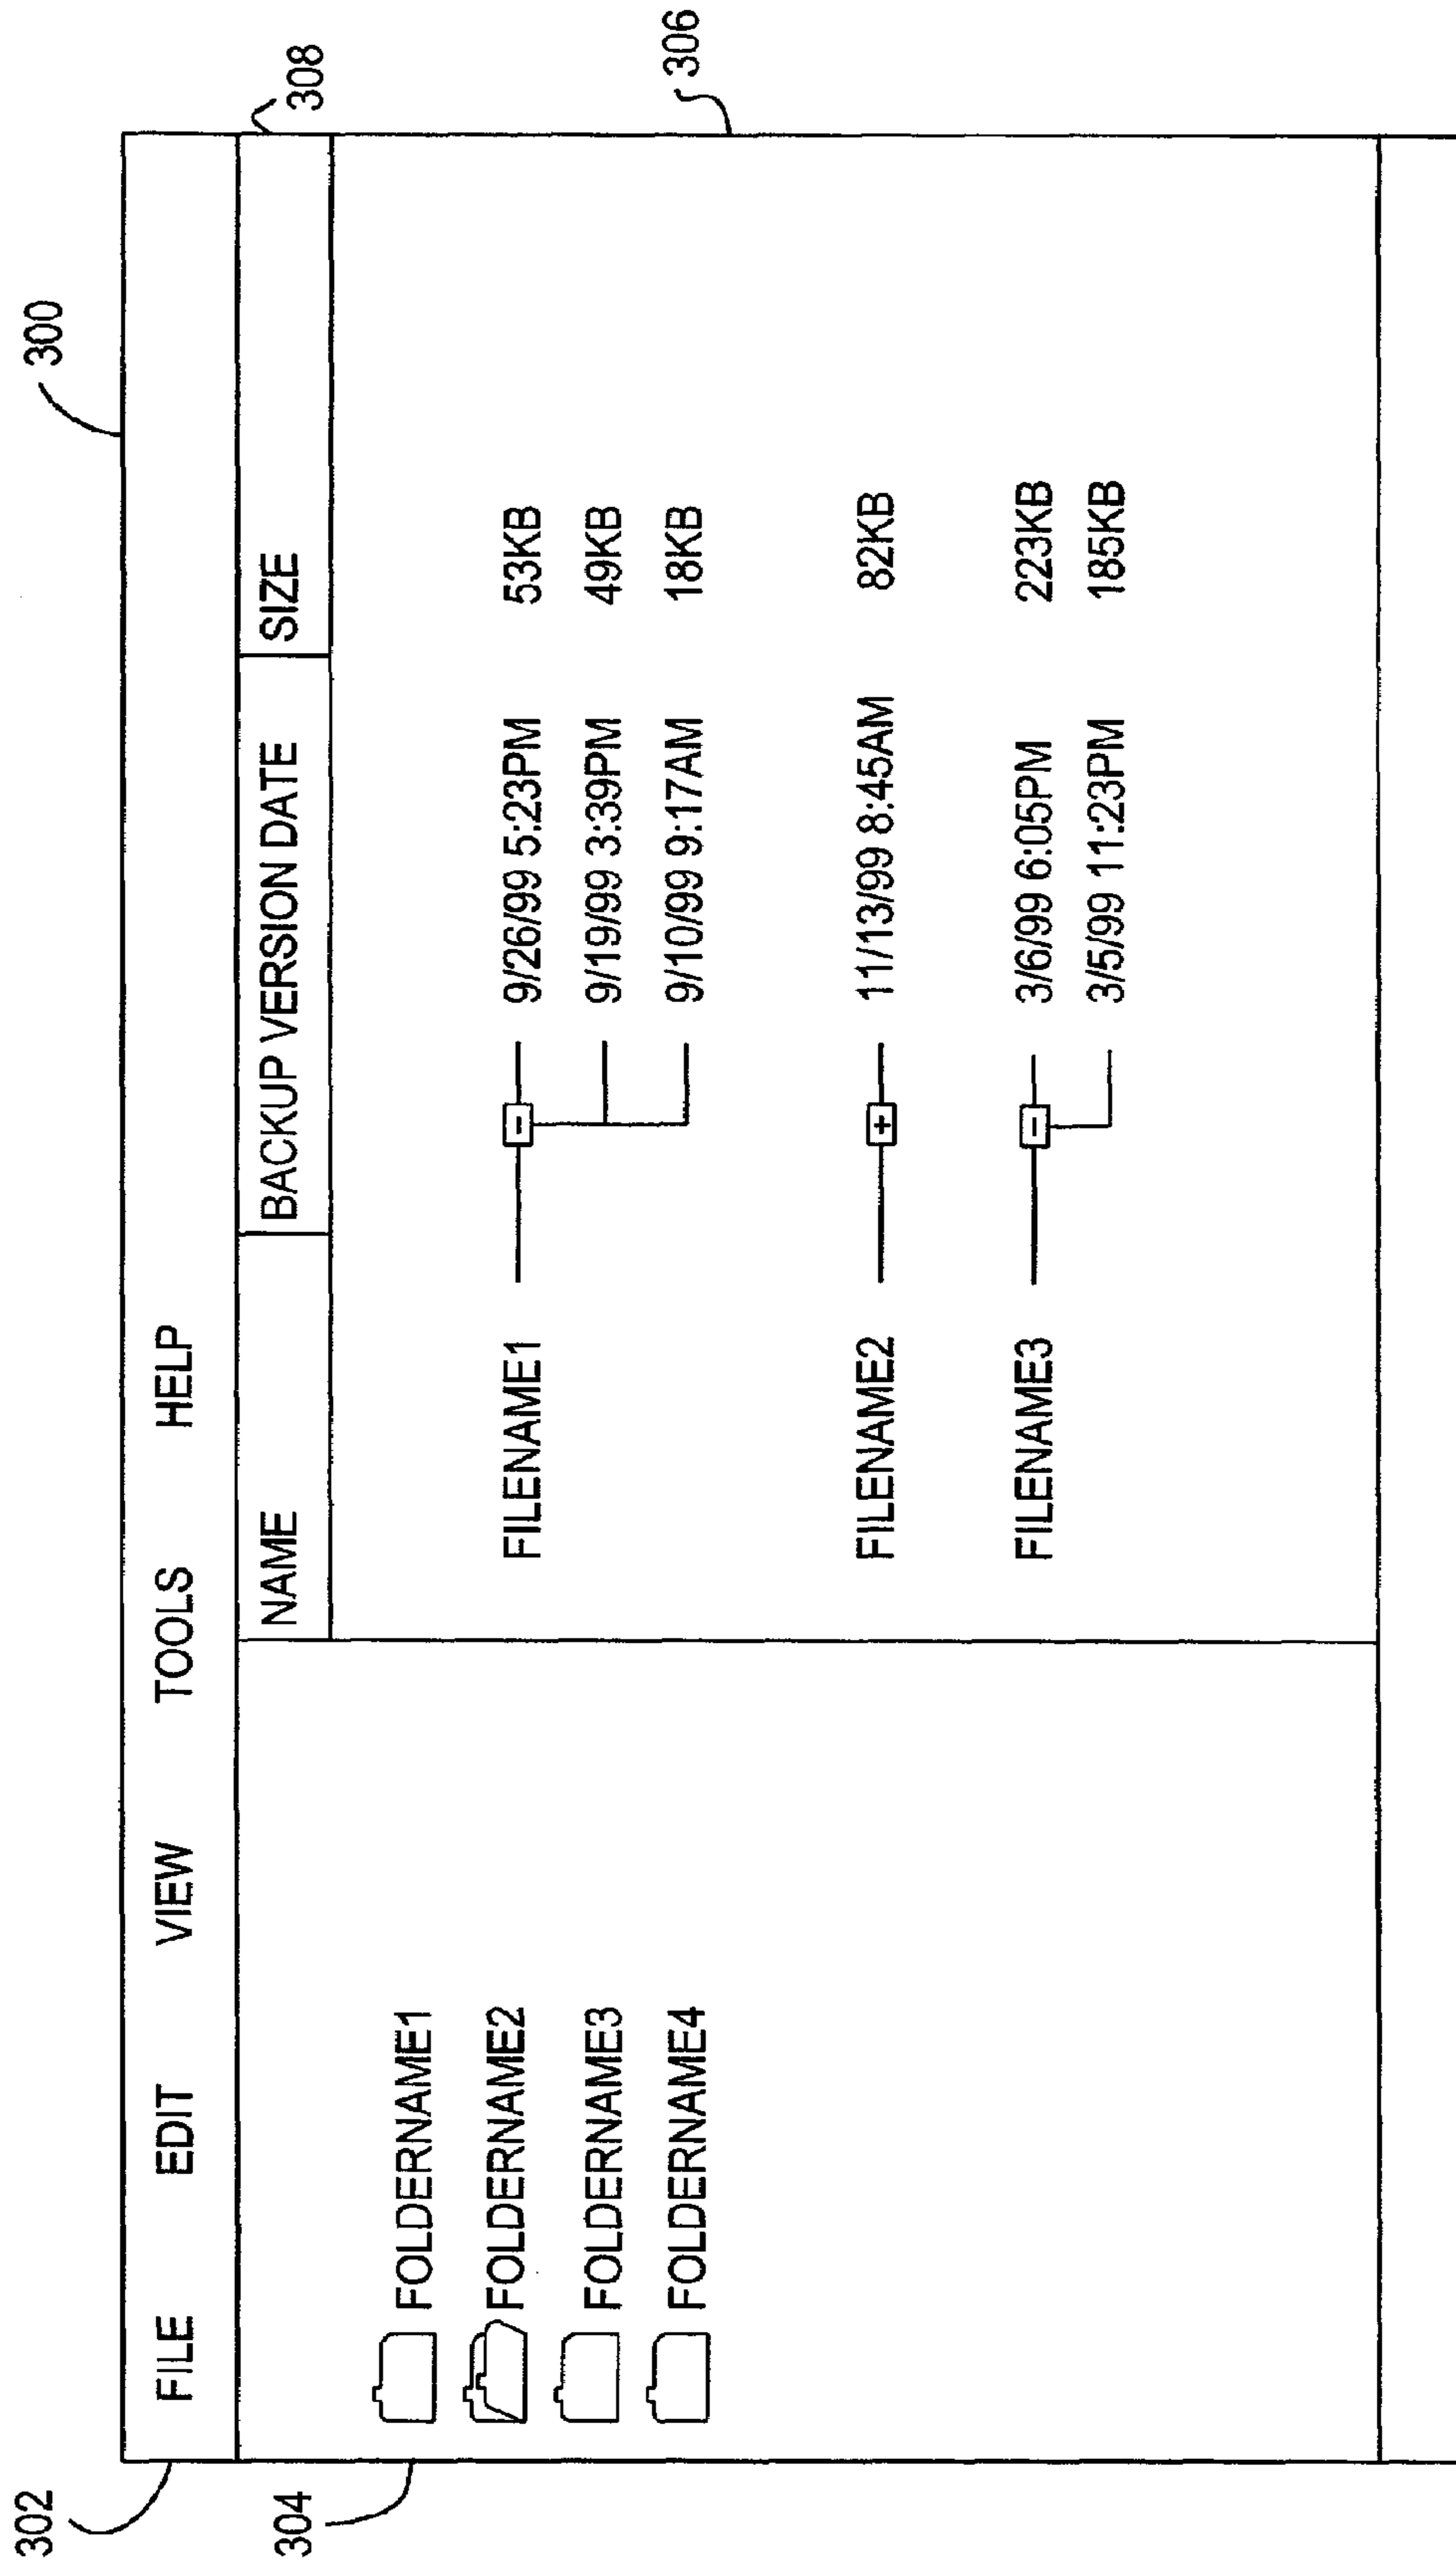 300
302
FILE EDIT VIEW TOOLS HELP
308
NAME BACKUP VERSION DATE SIZE
304
FOLDERNAME1
FOLDERNAME2
FOLDERNAME3
FOLDERNAME4
FILENAME1 - 9/26/99 5:23PM 53KB
9/19/99 3:39PM 49KB
9/10/99 9:17AM 18KB
306
FILENAME2 + 11/13/99 8:45AM 82KB
FILENAME3 - 3/6/99 6:05PM 223KB
3/5/99 11:23PM 185KB